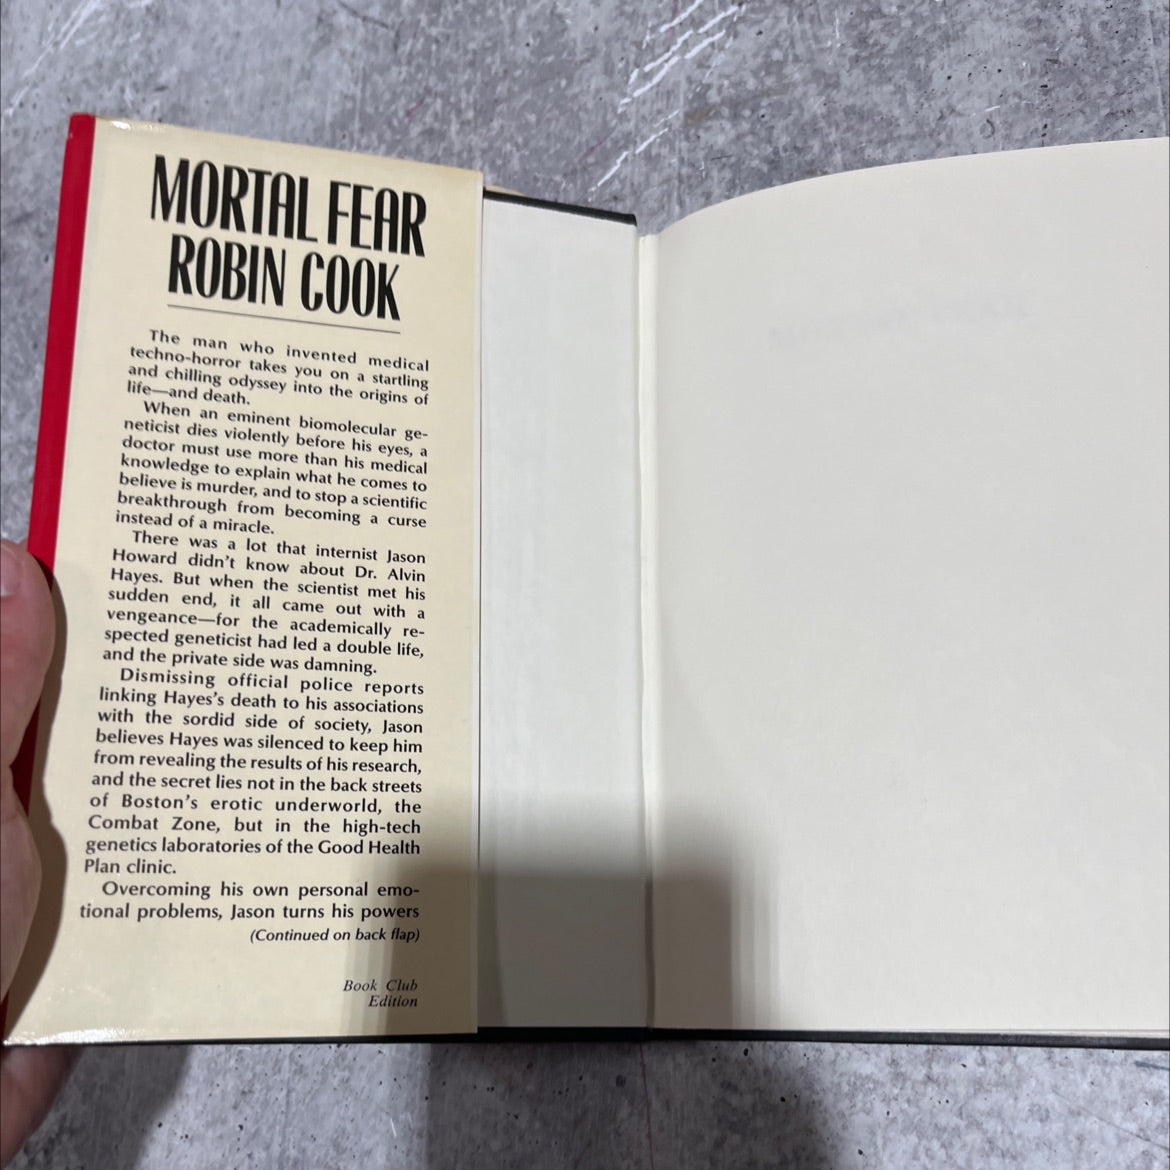 MORTAL FEAR
ROBIN COOK
The man who invented medical
techno-horror takes you on a startling
and chilling odyssey into the origins of
life—and death.
When an eminent biomolecular ge-
neticist dies violently before his eyes, a
doctor must use more than his medical
knowledge to explain what he comes to
believe is murder, and to stop a scientific
breakthrough from becoming a curse
instead of a miracle.
There was a lot that internist Jason
Howard didn't know about Dr. Alvin
Hayes. But when the scientist met his
sudden end, it all came out with a
vengeance—for the academically re-
spected geneticist had led a double life,
and the private side was damning.
Dismissing official police reports
linking Hayes's death to his associations
with the sordid side of society, Jason
believes Hayes was silenced to keep him
from revealing the results of his research,
and the secret lies not in the back streets
of Boston's erotic underworld, the
Combat Zone, but in the high-tech
genetics laboratories of the Good Health
Plan clinic.
Overcoming his own personal emo-
tional problems, Jason turns his powers
(Continued on back flap)
Book Club
Edition